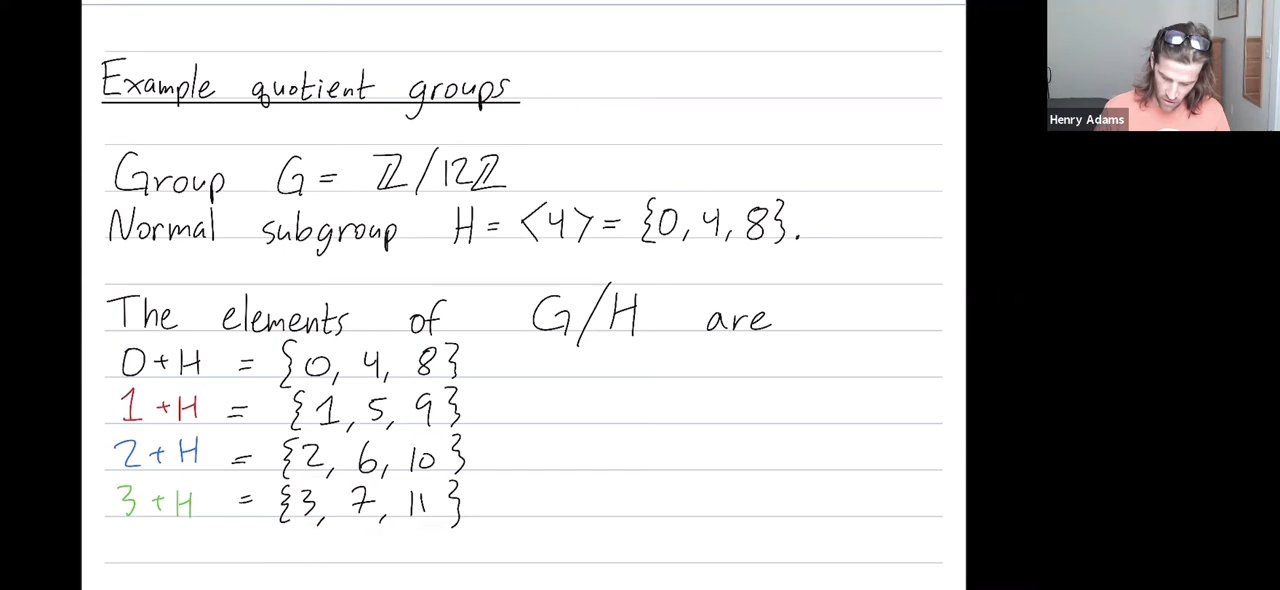 Example quotient groups
Henry Adams
Group G = ℤ/12ℤ
Normal subgroup H = <4> = {0, 4, 8}.
The elements of G/H are
0+H = {0, 4, 8}
1+H = {1, 5, 9}
2+H = {2, 6, 10}
3+H = {3, 7, 11}